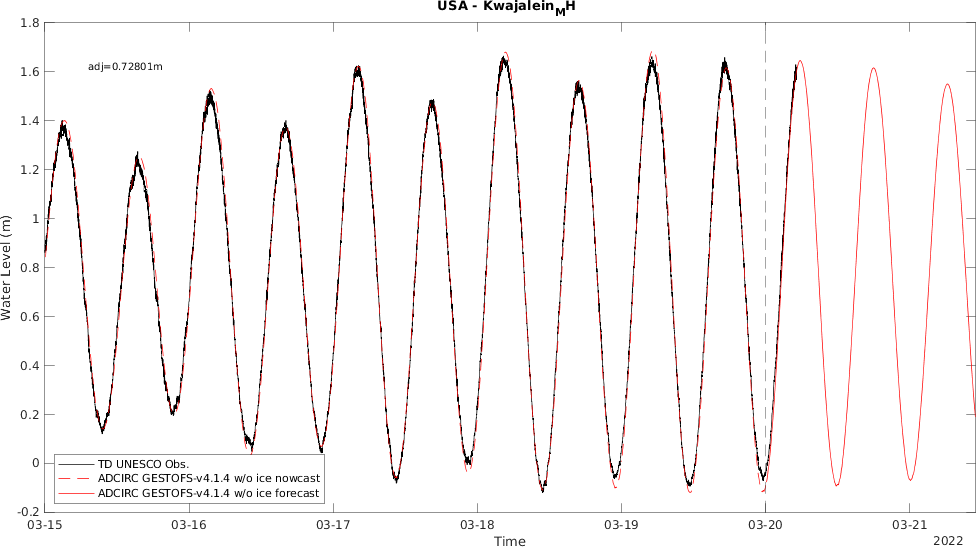 USA - Kwajalein_MH
1.8
adj=0.72801m
1.6
1.4
1.2
1
0.8
0.6
0.4
0.2
0
-0.2
Water Level (m)
TD UNESCO Obs.
ADCIRC GESTOFS-v4.1.4 w/o ice nowcast
ADCIRC GESTOFS-v4.1.4 w/o ice forecast
03-15 03-16 03-17 03-18 03-19 03-20 03-21
Time
2022